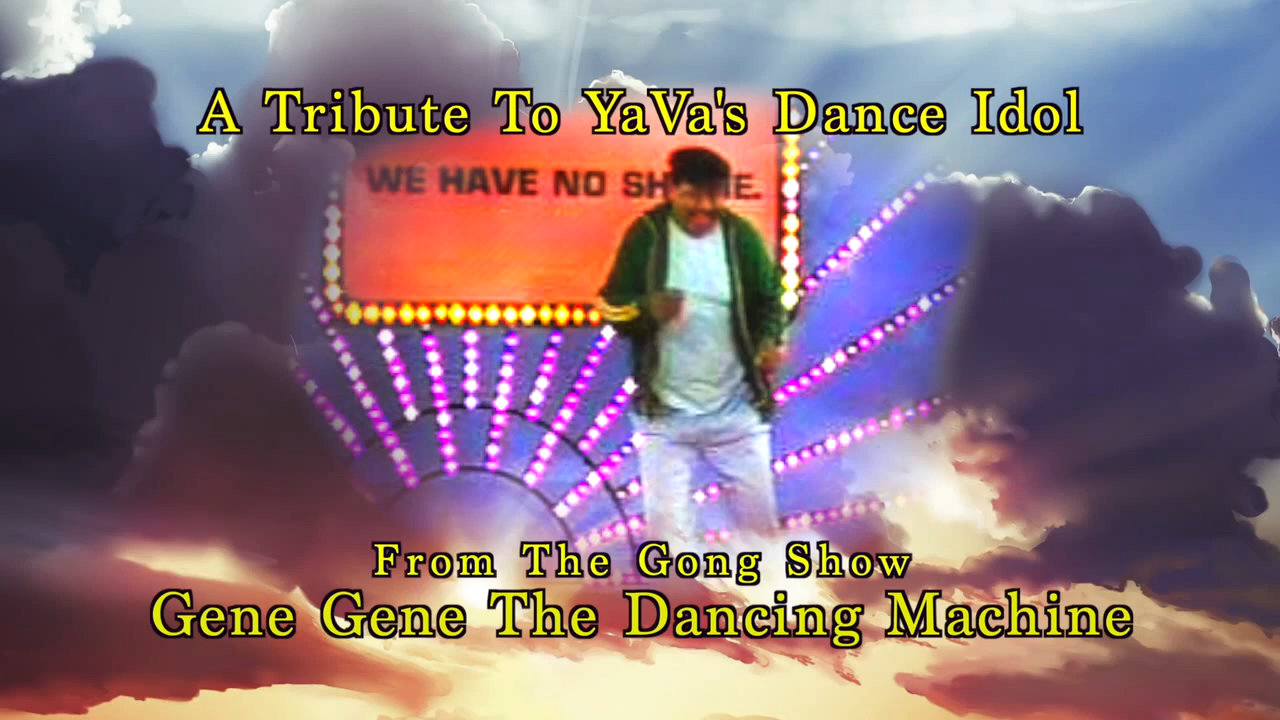 A Tribute To YaVa's Dance Idol
WE HAVE NO
From The Gong Show
Gene Gene The Dancing Machine